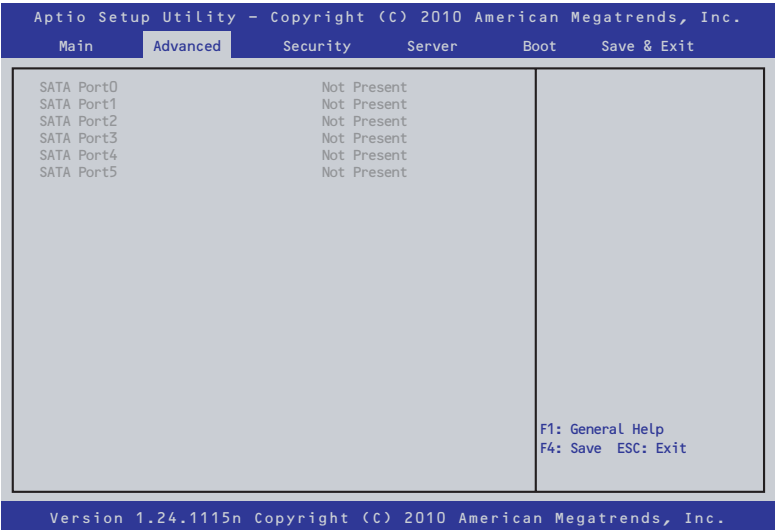 Aptio Setup Utility – Copyright (C) 2010 American Megatrends, Inc.
Main Advanced Security Server Boot Save & Exit
SATA Port0 Not Present
SATA Port1 Not Present
SATA Port2 Not Present
SATA Port3 Not Present
SATA Port4 Not Present
SATA Port5 Not Present
F1: General Help
F4: Save ESC: Exit
Version 1.24.1115n Copyright (C) 2010 American Megatrends, Inc.